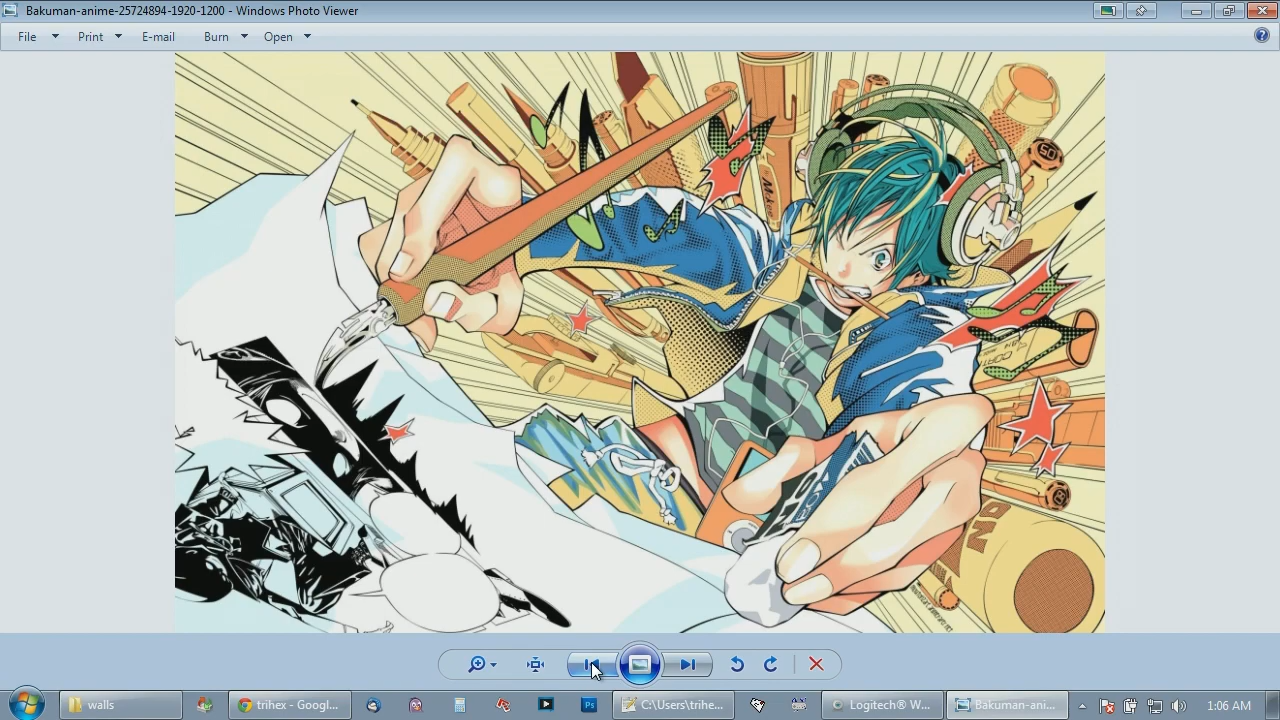 Bakuman-anime-25724894-1920-1200 - Windows Photo Viewer
File Print E-mail Burn Open
walls
trihex - Googl...
Ps
C:\Users\trihe...
Logitech® W...
Bakuman-ani...
1:06 AM